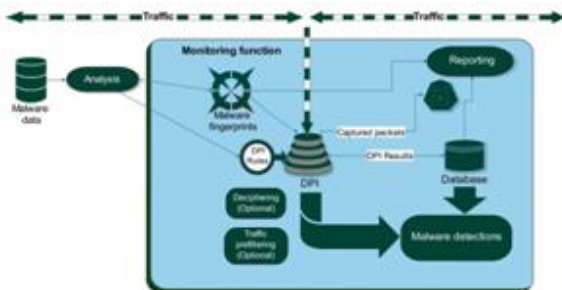 Traffic
Traffic
Monitoring function
Reporting
Analysis
Malware
data
Malware
fingerprints
Captured packets
DPI
Rules
DPI Results
DPI
Database
Deciphering
(Optional)
Traffic
prefiltering
(Optional)
Malware detections